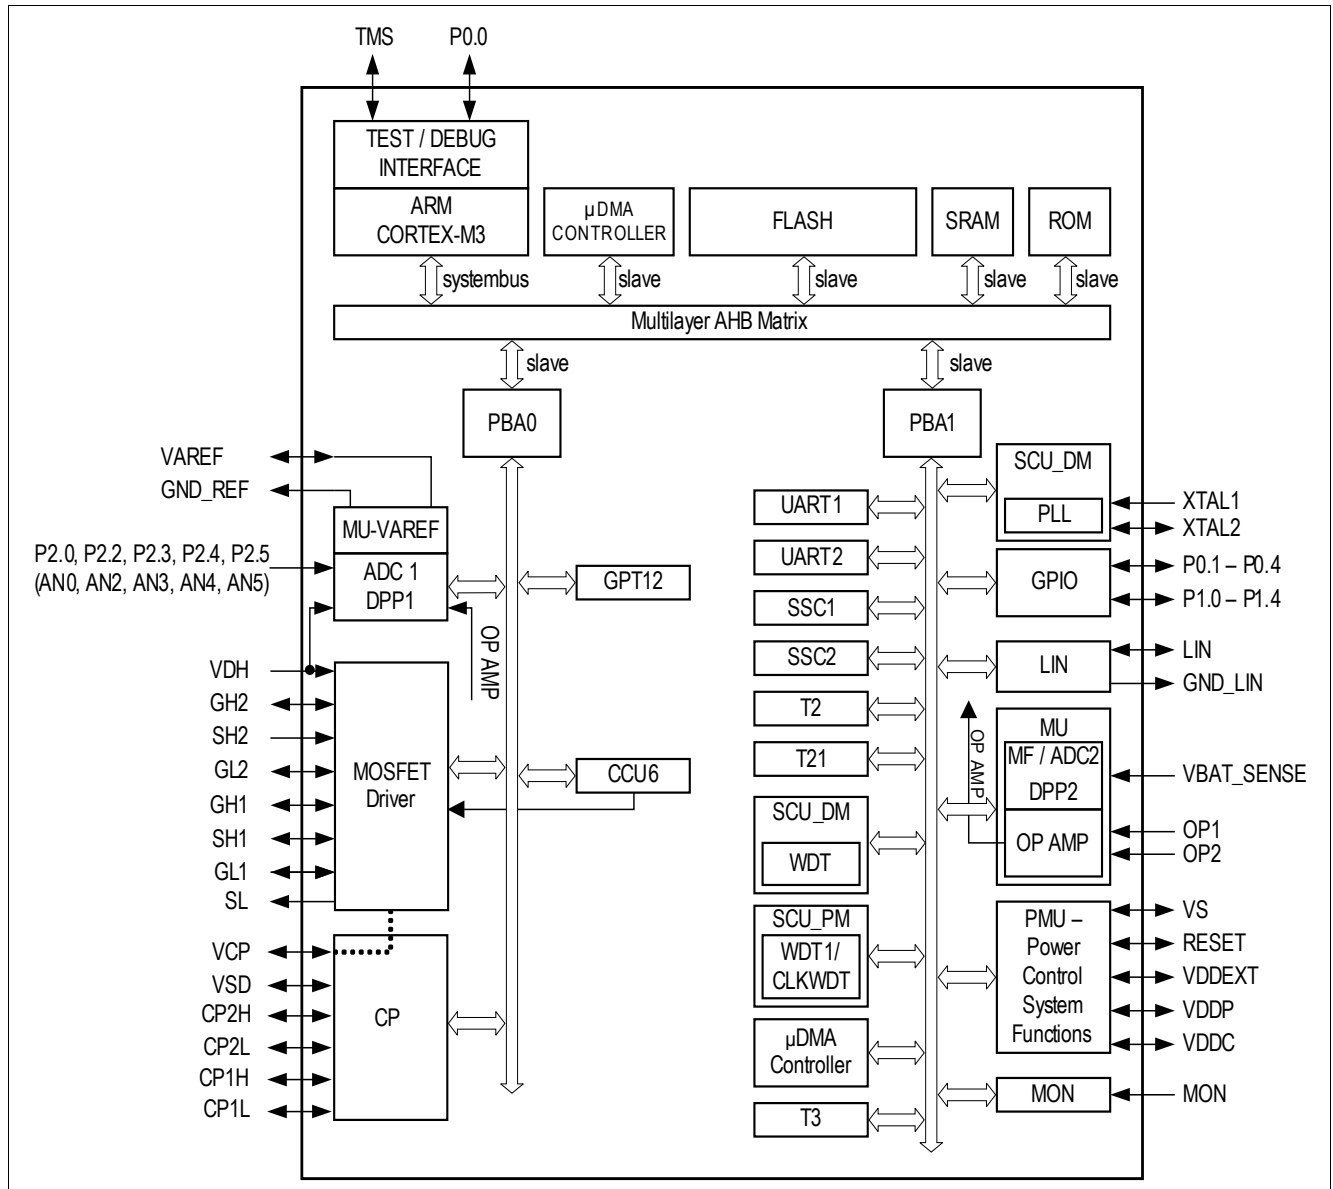 TMS
P0.0
TEST / DEBUG
INTERFACE
ARM
CORTEX-M3
µDMA
CONTROLLER
FLASH
SRAM
ROM
systembus
slave
slave
slave
slave
Multilayer AHB Matrix
slave
slave
PBA0
PBA1
VAREF
GND_REF
MU-VAREF
P2.0, P2.2, P2.3, P2.4, P2.5
(AN0, AN2, AN3, AN4, AN5)
ADC 1
DPP1
GPT12
OP AMP
VDH
GH2
SH2
GL2
GH1
SH1
GL1
SL
MOSFET
Driver
CCU6
VCP
VSD
CP2H
CP2L
CP1H
CP1L
CP
UART1
UART2
SSC1
SSC2
T2
T21
SCU_DM
WDT
SCU_PM
WDT1/
CLKWDT
µDMA
Controller
T3
SCU_DM
PLL
XTAL1
XTAL2
GPIO
P0.1 – P0.4
P1.0 – P1.4
LIN
LIN
GND_LIN
OP AMP
MU
MF / ADC2
DPP2
OP AMP
VBAT_SENSE
OP1
OP2
PMU –
Power
Control
System
Functions
VS
RESET
VDDEXT
VDDP
VDDC
MON
MON